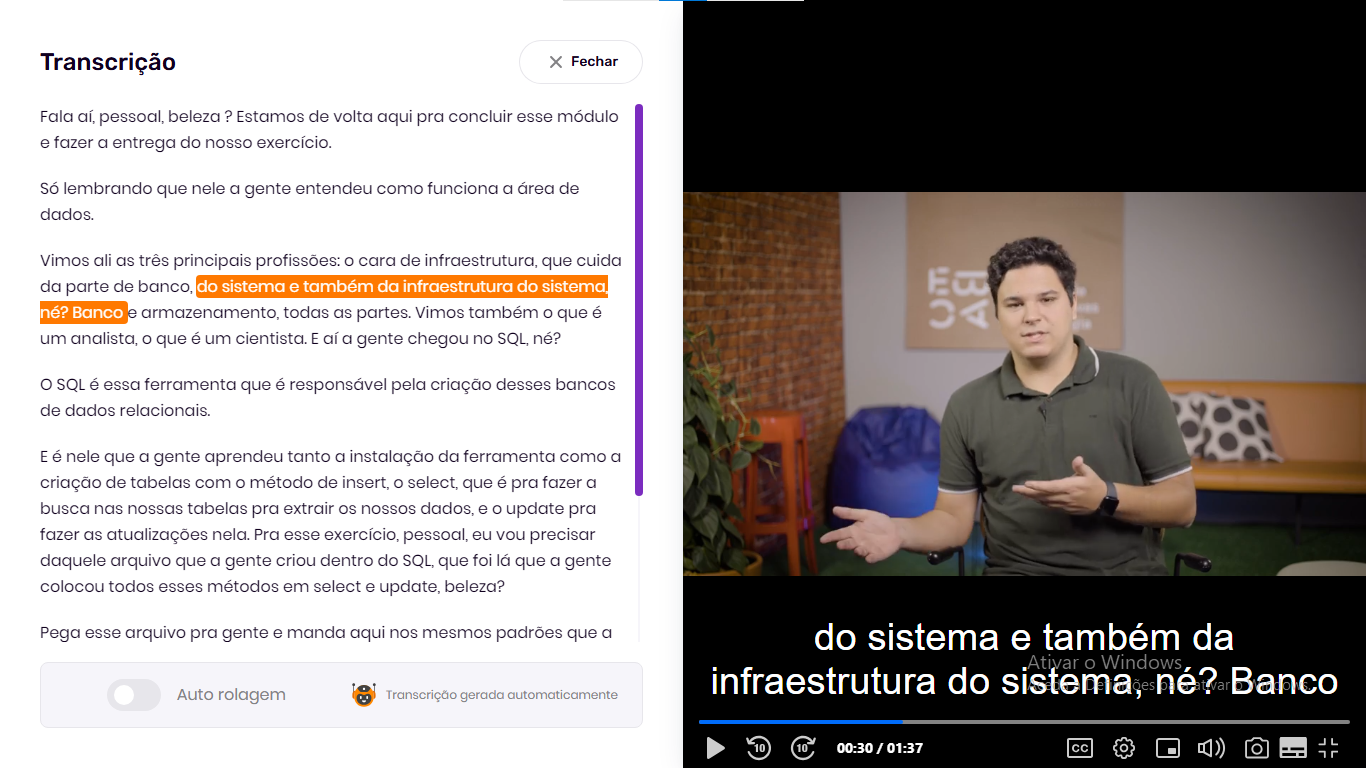 Transcrição
Fechar
Fala aí, pessoal, beleza ? Estamos de volta aqui pra concluir esse módulo
e fazer a entrega do nosso exercício.
Só lembrando que nele a gente entendeu como funciona a área de
dados.
Vimos ali as três principais profissões: o cara de infraestrutura, que cuida
da parte de banco, do sistema e também da infraestrutura do sistema,
né? Banco e armazenamento, todas as partes. Vimos também o que é
um analista, o que é um cientista. E aí a gente chegou no SQL, né?
O SQL é essa ferramenta que é responsável pela criação desses bancos
de dados relacionais.
E é nele que a gente aprendeu tanto a instalação da ferramenta como a
criação de tabelas com o método de insert, o select, que é pra fazer a
busca nas nossas tabelas pra extrair os nossos dados, e o update pra
fazer as atualizações nela. Pra esse exercício, pessoal, eu vou precisar
daquele arquivo que a gente criou dentro do SQL, que foi lá que a gente
colocou todos esses métodos em select e update, beleza?
Pega esse arquivo pra gente e manda aqui nos mesmos padrões que a
Auto rolagem
Transcrição gerada automaticamente
do sistema e também da
infraestrutura do sistema, né? Banco
Ativar o Windows
10
10
00:30 / 01:37
CC